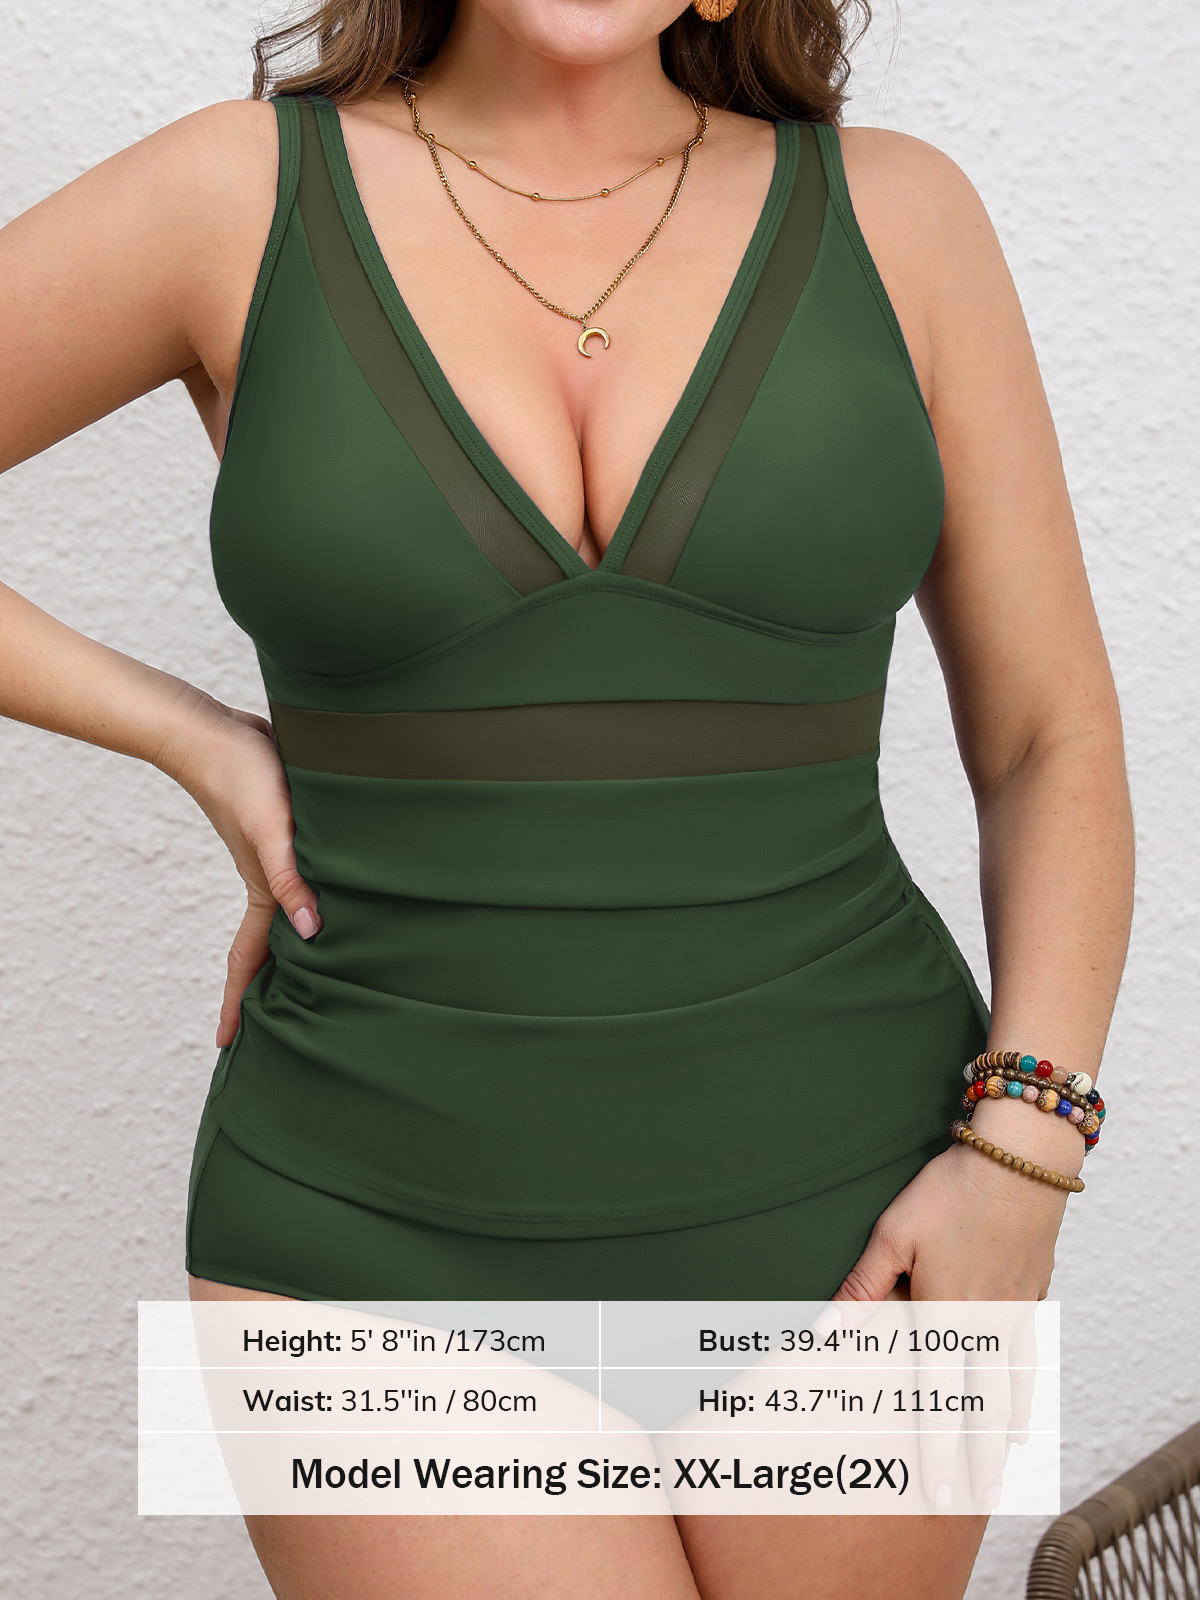 Height: 5' 8''in /173cm
Bust: 39.4''in / 100cm
Waist: 31.5''in / 80cm
Hip: 43.7''in / 111cm
Model Wearing Size: XX-Large(2X)